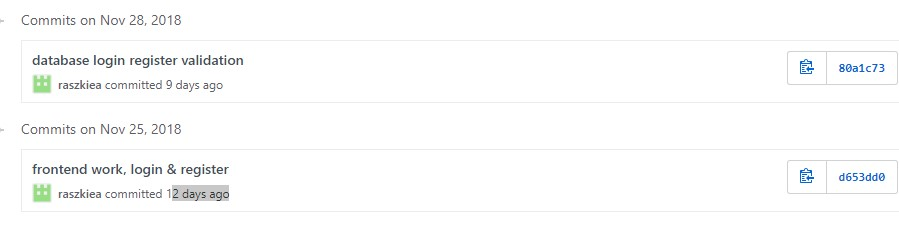 Commits on Nov 28, 2018
database login register validation
raszkiea committed 9 days ago
80a1c73
Commits on Nov 25, 2018
frontend work, login & register
raszkiea committed 12 days ago
d653dd0